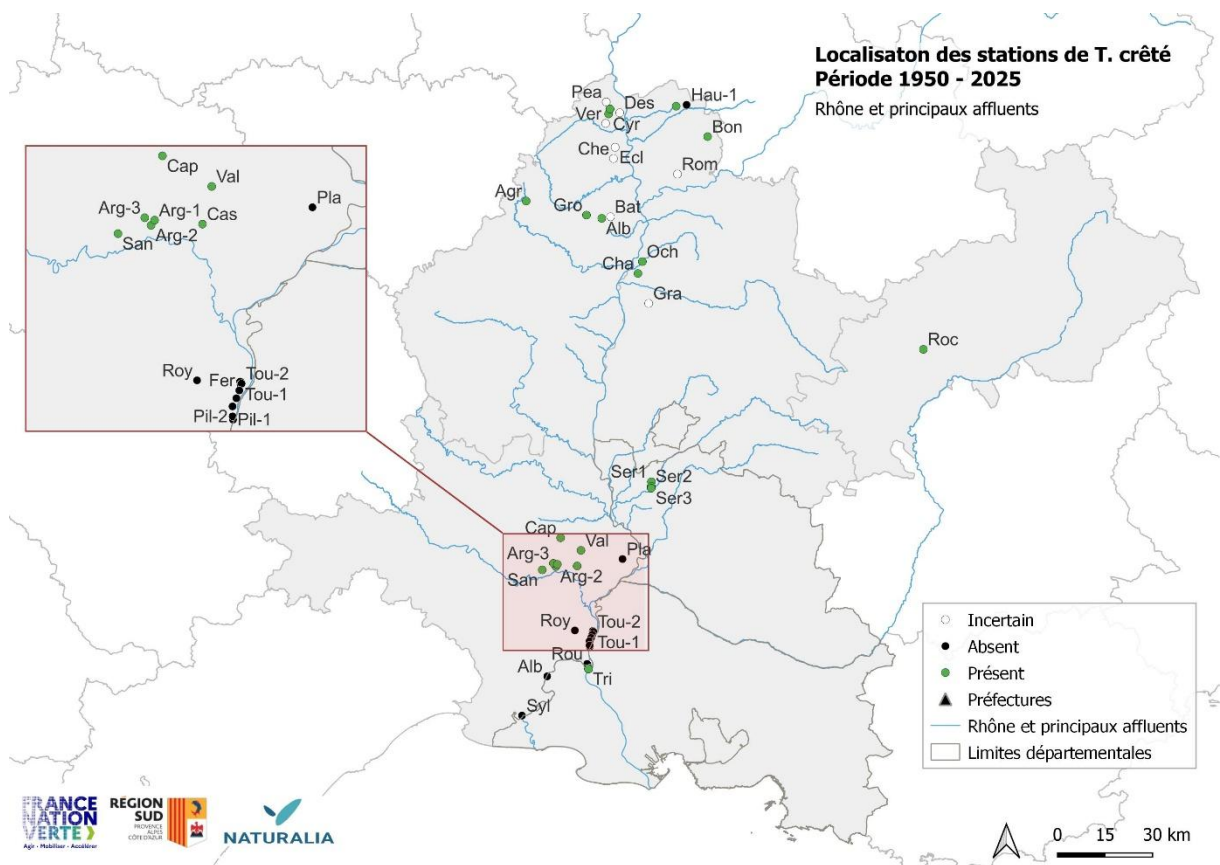 Localisaton des stations de T. crêté
Période 1950 - 2025
Rhône et principaux affluents
Pea
Des
Hau-1
Ver
Cyr
Bon
Che
Ecl
Rom
Agr
Gro
Bat
Alb
Och
Cha
Gra
Roc
Cap
Val
Pla
Arg-3
Arg-1
Cas
San
Arg-2
Roy
Fer
Tou-2
Tou-1
Pil-2
Pil-1
Ser1
Ser2
Ser3
Cap
Val
Pla
Arg-3
San
Arg-2
Roy
Tou-2
Tou-1
Rou
Alb
Tri
Syl
Incertain
Absent
Présent
Préfectures
Rhône et principaux affluents
Limites départementales
FRANCE
NATION
VERTE
Agir • Mobiliser • Accélérer
RÉGION
SUD
PROVENCE
ALPES
CÔTE D'AZUR
NATURALIA
0 15 30 km